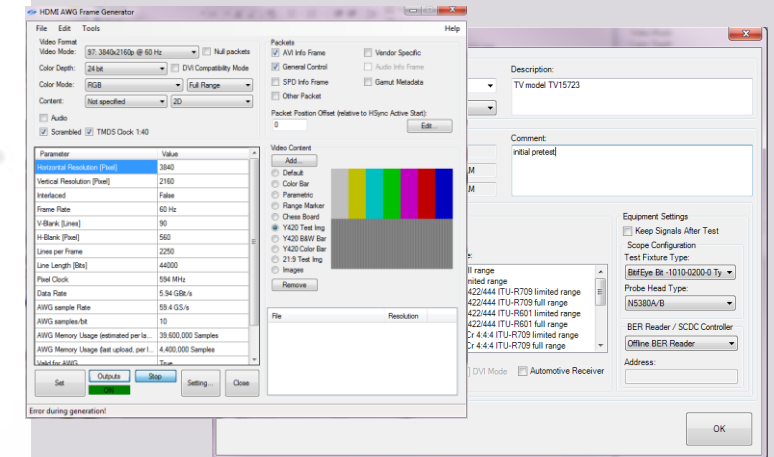 HDMI AWG Frame Generator
File Edit Tools Help
Video Format
Video Mode: 97: 3840x2160p @ 60 Hz Null packets
Color Depth: 24 bit DVI Compatibility Mode
Color Mode: RGB Full Range
Content: Not specified 2D
Audio
Scrambled TMDS Clock 1:40
Packets
AVI Info Frame Vendor Specific
General Control Audio Info Frame
SPD Info Frame Gamut Metadata
Other Packet
Packet Position Offset (relative to HSync Active Start):
0 Edit...
Parameter Value
Horizontal Resolution [Pixel] 3840
Vertical Resolution [Pixel] 2160
Interlaced False
Frame Rate 60 Hz
V-Blank [Lines] 90
H-Blank [Pixel] 560
Lines per Frame 2250
Line Length [Bits] 44000
Pixel Clock 594 MHz
Data Rate 5.94 GBit/s
AWG sample Rate 59.4 GS/s
AWG samples/bit 10
AWG Memory Usage (estimated per la... 39,600,000 Samples
AWG Memory Usage (last upload, per l... 4,400,000 Samples
Valid for AWG True
Video Content
Add...
Default
Color Bar
Parametric
Range Marker
Chess Board
Y420 Test Img
Y420 B&W Bar
Y420 Color Bar
21:9 Test Img
Images
Remove
File Resolution
Set Outputs Stop Setting... Close
ON
Error during generation!
Description:
TV model TV15723
Comment:
initial pretest
AM
M
e:
ll range
mited range
422/444 ITU-R709 limited range
422/444 ITU-R709 full range
422/444 ITU-R601 limited range
422/444 ITU-R601 full range
Cr 4:4:4 ITU-R709 limited range
Cr 4:4:4 ITU-R709 full range
DVI Mode Automotive Receiver
Equipment Settings
Keep Signals After Test
Scope Configuration
Test Fixture Type:
BitifEye Bit -1010-0200-0 Ty
Probe Head Type:
N5380A/B
BER Reader / SCDC Controller
Offline BER Reader
Address:
OK